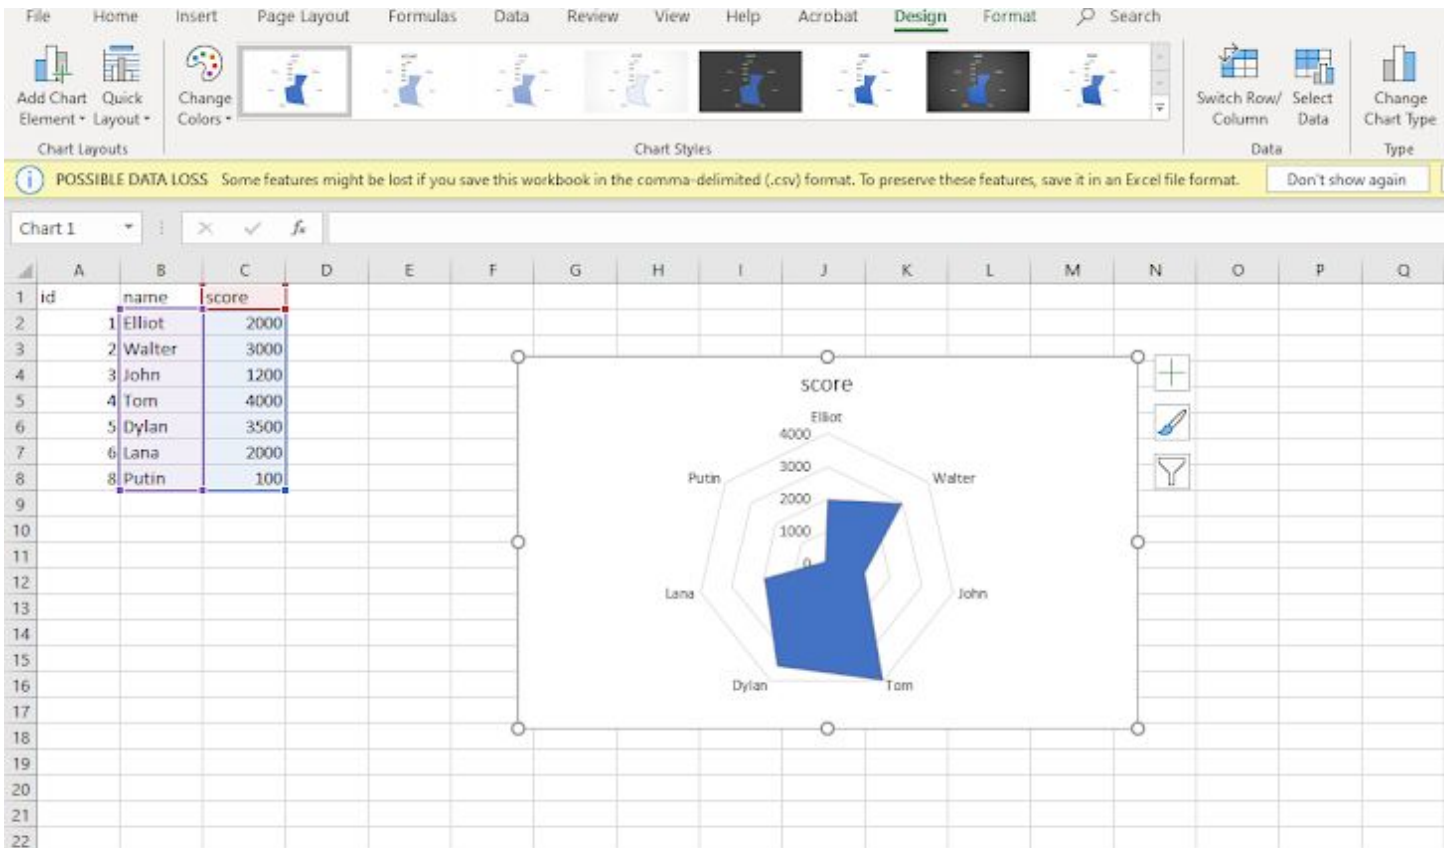 File Home Insert Page Layout Formulas Data Review View Help Acrobat Design Format Search
Add Chart Element Quick Layout Change Colors Switch Row/ Column Select Data Change Chart Type
Chart Layouts Chart Styles Data Type
POSSIBLE DATA LOSS Some features might be lost if you save this workbook in the comma-delimited (.csv) format. To preserve these features, save it in an Excel file format. Don't show again
Chart 1 fx
A B C D E F G H I J K L M N O P Q
1 id name score
2 1 Elliot 2000
3 2 Walter 3000
4 3 John 1200
5 4 Tom 4000
6 5 Dylan 3500
7 6 Lana 2000
8 8 Putin 100
9
10
11
12
13
14
15
16
17
18
19
20
21
22
score
Elliot
4000
3000
Putin Walter
2000
1000
0
Lana John
Dylan Tom